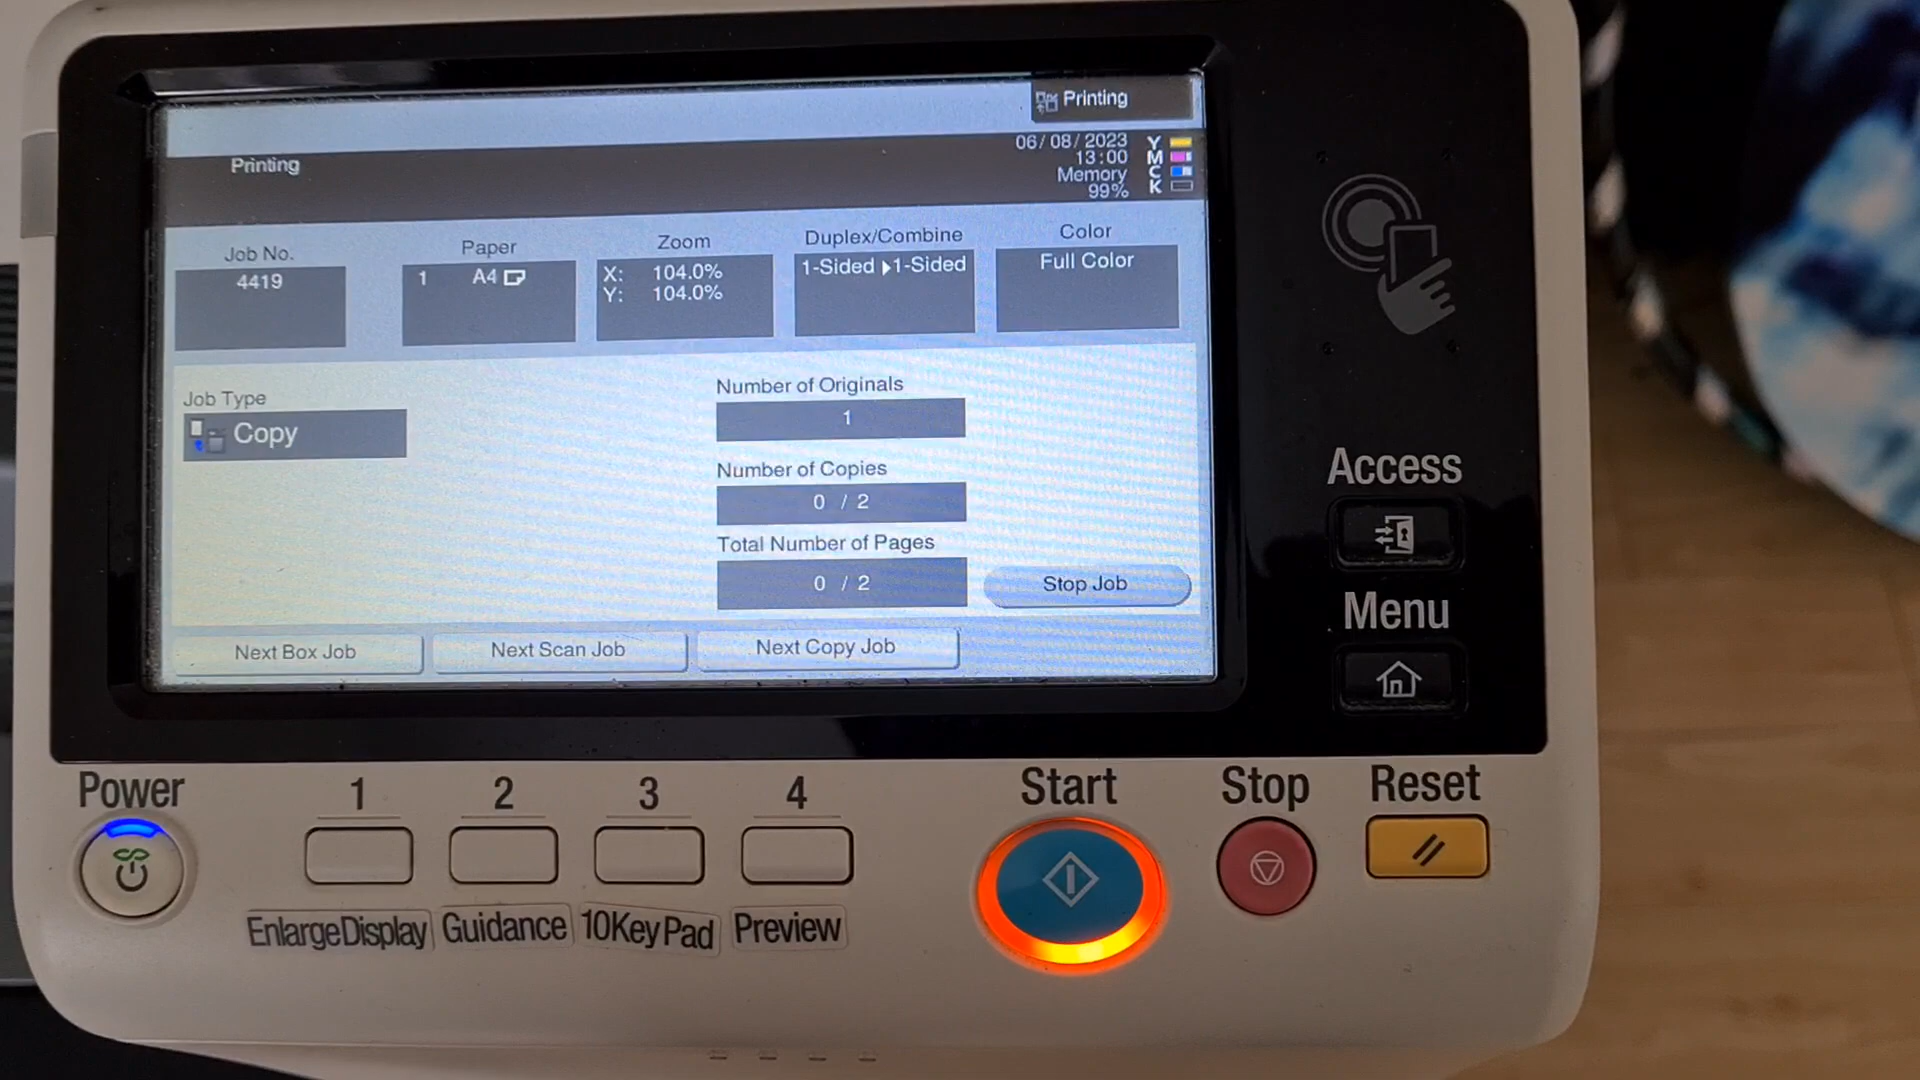 Printing
Printing
06/08/2023
13:00
Memory
99%
Y
M
C
K
Job No.
4419
Paper
1 A4
Zoom
X: 104.0%
Y: 104.0%
Duplex/Combine
1-Sided ▶1-Sided
Color
Full Color
Job Type
Copy
Number of Originals
1
Number of Copies
0 / 2
Total Number of Pages
0 / 2
Stop Job
Next Box Job
Next Scan Job
Next Copy Job
Access
Menu
Power
1
2
3
4
Start
Stop
Reset
EnlargeDisplay
Guidance
10KeyPad
Preview